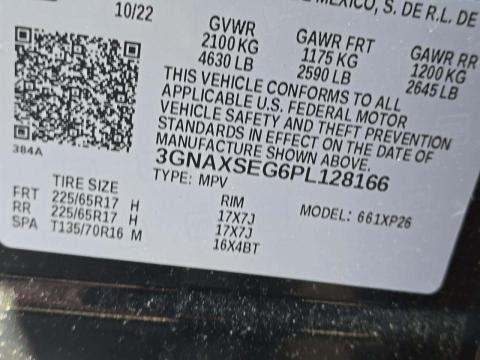 MEXICO, S. DE R.L. DE
10/22
GVWR GAWR FRT GAWR RR
2100 KG 1175 KG 1200 KG
4630 LB 2590 LB 2645 LB
THIS VEHICLE CONFORMS TO ALL
APPLICABLE U.S. FEDERAL MOTOR
VEHICLE SAFETY AND THEFT PREVENTION
STANDARDS IN EFFECT ON THE DATE OF
MANUFACTURE SHOWN ABOVE.
3GNAXSEG6PL128166
384A
TYPE: MPV
TIRE SIZE RIM MODEL: 661XP26
FRT 225/65R17 H 17X7J
RR 225/65R17 H 17X7J
SPA T135/70R16 M 16X4BT